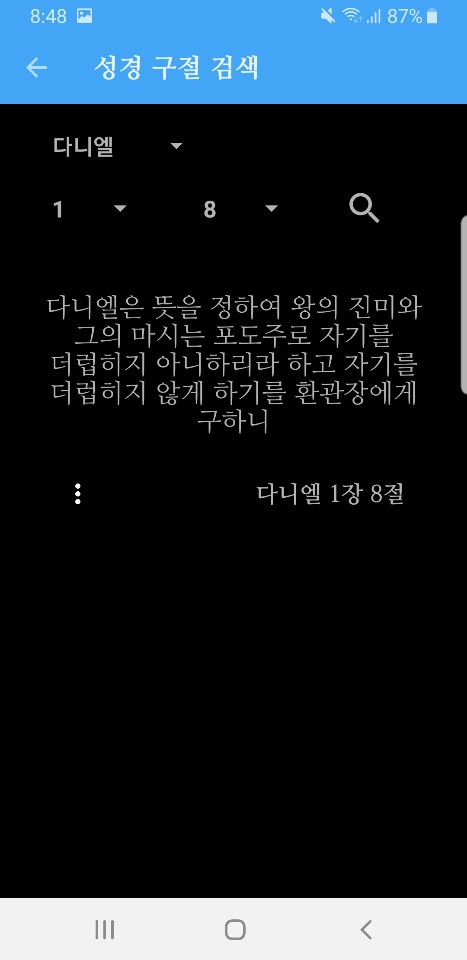 8:48 87%
성경 구절 검색
다니엘
1 8
다니엘은 뜻을 정하여 왕의 진미와
그의 마시는 포도주로 자기를
더럽히지 아니하리라 하고 자기를
더럽히지 않게 하기를 환관장에게
구하니
다니엘 1장 8절